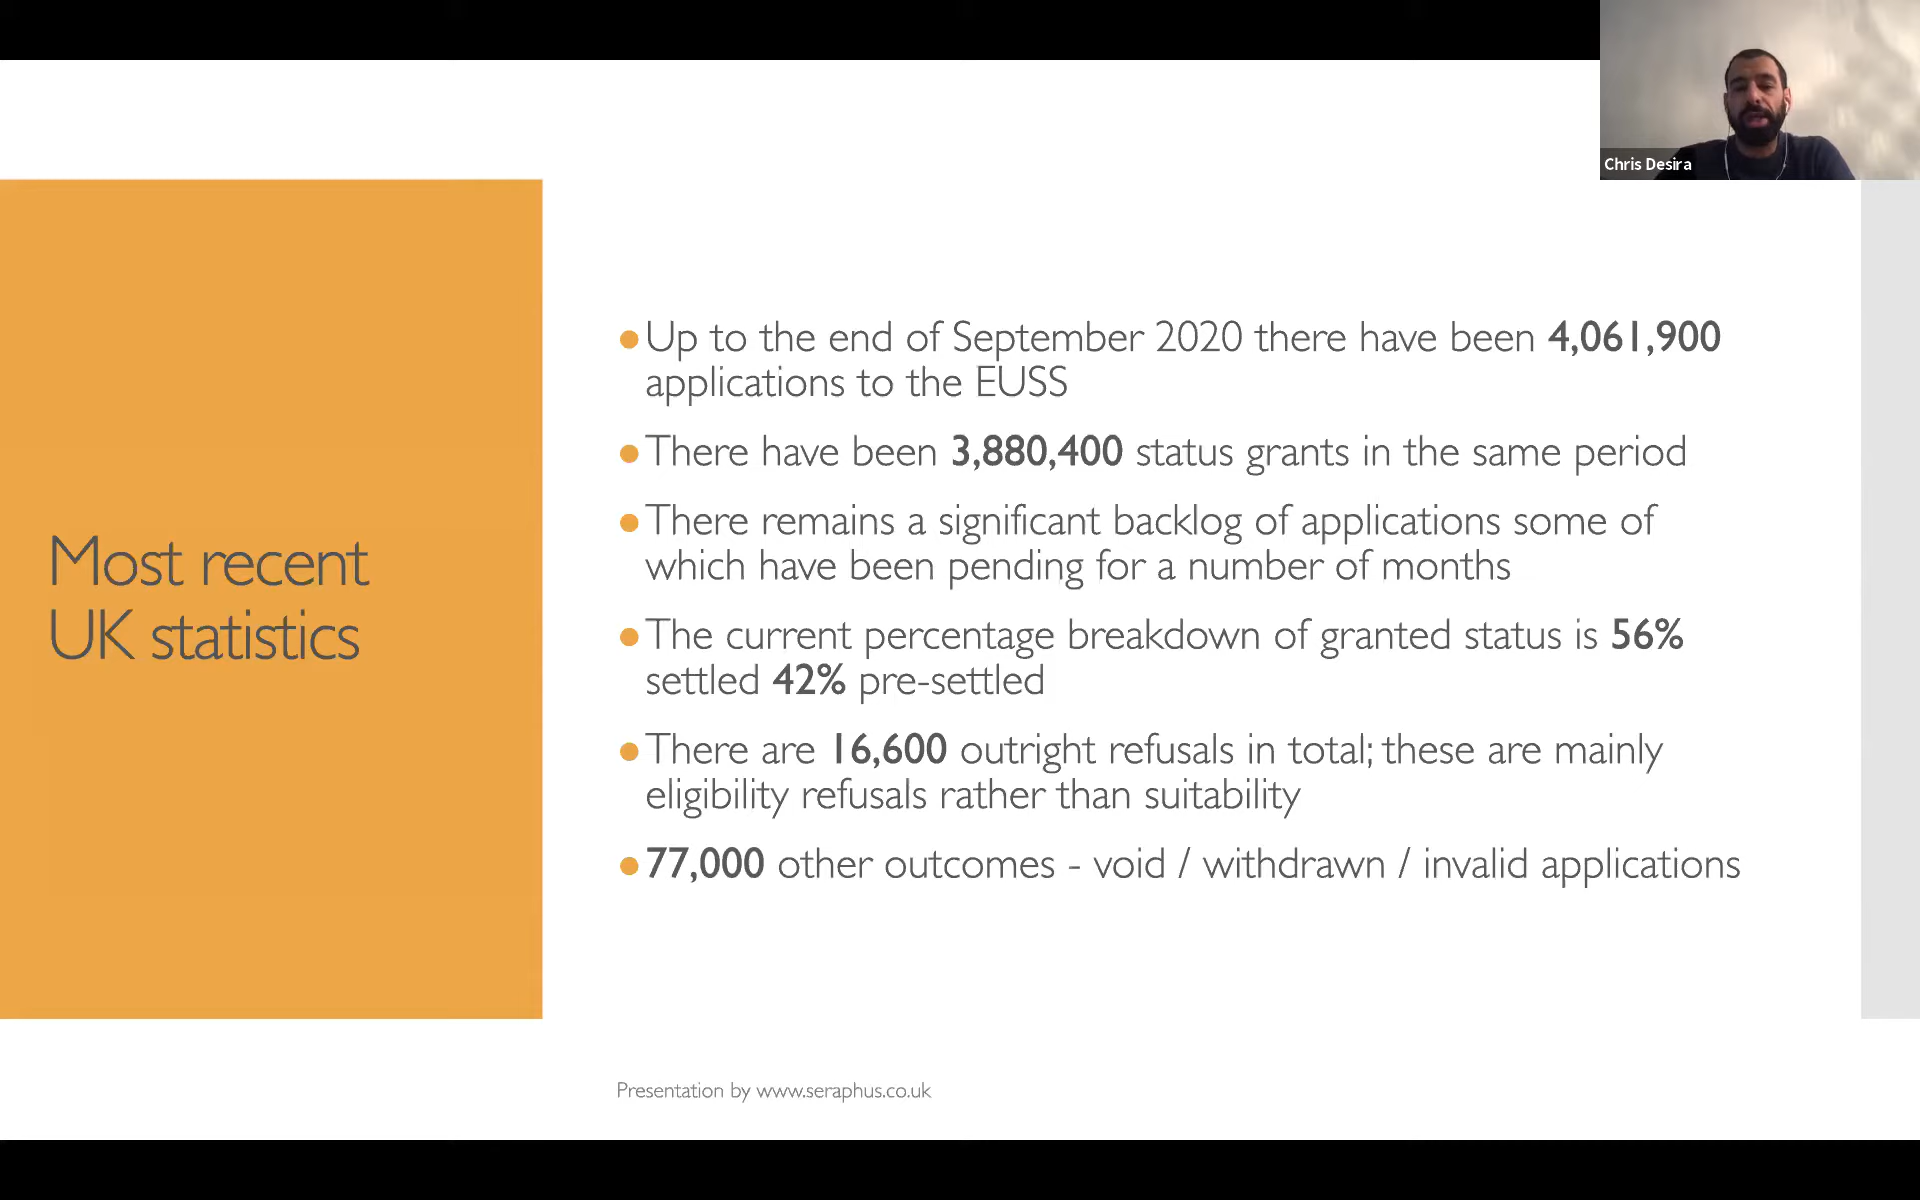 Chris Desira
Most recent
UK statistics
●Up to the end of September 2020 there have been 4,061,900
applications to the EUSS
●There have been 3,880,400 status grants in the same period
●There remains a significant backlog of applications some of
which have been pending for a number of months
●The current percentage breakdown of granted status is 56%
settled 42% pre-settled
●There are 16,600 outright refusals in total; these are mainly
eligibility refusals rather than suitability
●77,000 other outcomes - void / withdrawn / invalid applications
Presentation by www.seraphus.co.uk